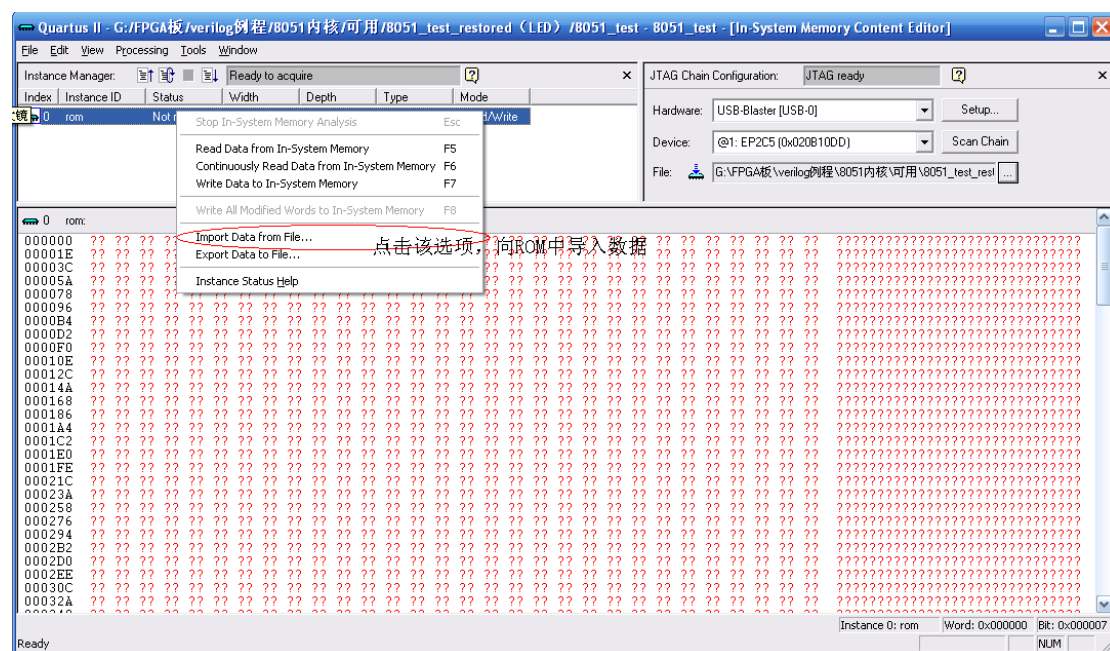 Quartus II - G:/FPGA板/verilog例程/8051内核/可用/8051_test_restored（LED）/8051_test - 8051_test - [In-System Memory Content Editor]
File Edit View Processing Tools Window
Instance Manager: Ready to acquire
JTAG Chain Configuration: JTAG ready
Index Instance ID Status Width Depth Type Mode
镜 0 rom Not
Hardware: USB-Blaster [USB-0] Setup...
Device: @1: EP2C5 (0x020B10DD) Scan Chain
File: G:\FPGA板\verilog例程\8051内核\可用\8051_test_rest ...
Stop In-System Memory Analysis Esc
Read Data from In-System Memory F5
Continuously Read Data from In-System Memory F6
Write Data to In-System Memory F7
Write All Modified Words to In-System Memory F8
Import Data from File...
点击该选项，向ROM中导入数据
Export Data to File...
Instance Status Help
0 rom:
000000 ?? ?? ?? ?? ?? ?? ?? ?? ?? ?? ?? ?? ?? ?? ?? ?? ?? ?? ??????????????????????????????
00001E ?? ?? ?? ?? ?? ?? ?? ?? ?? ?? ?? ?? ?? ?? ?? ?? ?? ?? ??????????????????????????????
00003C ?? ?? ?? ?? ?? ?? ?? ?? ?? ?? ?? ?? ?? ?? ?? ?? ?? ?? ??????????????????????????????
00005A ?? ?? ?? ?? ?? ?? ?? ?? ?? ?? ?? ?? ?? ?? ?? ?? ?? ?? ??????????????????????????????
000078 ?? ?? ?? ?? ?? ?? ?? ?? ?? ?? ?? ?? ?? ?? ?? ?? ?? ?? ?? ?? ?? ?? ?? ?? ?? ?? ?? ?? ?? ?? ??????????????????????????????
000096 ?? ?? ?? ?? ?? ?? ?? ?? ?? ?? ?? ?? ?? ?? ?? ?? ?? ?? ?? ?? ?? ?? ?? ?? ?? ?? ?? ?? ?? ?? ??????????????????????????????
0000B4 ?? ?? ?? ?? ?? ?? ?? ?? ?? ?? ?? ?? ?? ?? ?? ?? ?? ?? ?? ?? ?? ?? ?? ?? ?? ?? ?? ?? ?? ?? ??????????????????????????????
0000D2 ?? ?? ?? ?? ?? ?? ?? ?? ?? ?? ?? ?? ?? ?? ?? ?? ?? ?? ?? ?? ?? ?? ?? ?? ?? ?? ?? ?? ?? ?? ??????????????????????????????
0000F0 ?? ?? ?? ?? ?? ?? ?? ?? ?? ?? ?? ?? ?? ?? ?? ?? ?? ?? ?? ?? ?? ?? ?? ?? ?? ?? ?? ?? ?? ?? ??????????????????????????????
00010E ?? ?? ?? ?? ?? ?? ?? ?? ?? ?? ?? ?? ?? ?? ?? ?? ?? ?? ?? ?? ?? ?? ?? ?? ?? ?? ?? ?? ?? ?? ??????????????????????????????
00012C ?? ?? ?? ?? ?? ?? ?? ?? ?? ?? ?? ?? ?? ?? ?? ?? ?? ?? ?? ?? ?? ?? ?? ?? ?? ?? ?? ?? ?? ?? ??????????????????????????????
00014A ?? ?? ?? ?? ?? ?? ?? ?? ?? ?? ?? ?? ?? ?? ?? ?? ?? ?? ?? ?? ?? ?? ?? ?? ?? ?? ?? ?? ?? ?? ??????????????????????????????
000168 ?? ?? ?? ?? ?? ?? ?? ?? ?? ?? ?? ?? ?? ?? ?? ?? ?? ?? ?? ?? ?? ?? ?? ?? ?? ?? ?? ?? ?? ?? ??????????????????????????????
000186 ?? ?? ?? ?? ?? ?? ?? ?? ?? ?? ?? ?? ?? ?? ?? ?? ?? ?? ?? ?? ?? ?? ?? ?? ?? ?? ?? ?? ?? ?? ??????????????????????????????
0001A4 ?? ?? ?? ?? ?? ?? ?? ?? ?? ?? ?? ?? ?? ?? ?? ?? ?? ?? ?? ?? ?? ?? ?? ?? ?? ?? ?? ?? ?? ?? ??????????????????????????????
0001C2 ?? ?? ?? ?? ?? ?? ?? ?? ?? ?? ?? ?? ?? ?? ?? ?? ?? ?? ?? ?? ?? ?? ?? ?? ?? ?? ?? ?? ?? ?? ??????????????????????????????
0001E0 ?? ?? ?? ?? ?? ?? ?? ?? ?? ?? ?? ?? ?? ?? ?? ?? ?? ?? ?? ?? ?? ?? ?? ?? ?? ?? ?? ?? ?? ?? ??????????????????????????????
0001FE ?? ?? ?? ?? ?? ?? ?? ?? ?? ?? ?? ?? ?? ?? ?? ?? ?? ?? ?? ?? ?? ?? ?? ?? ?? ?? ?? ?? ?? ?? ??????????????????????????????
00021C ?? ?? ?? ?? ?? ?? ?? ?? ?? ?? ?? ?? ?? ?? ?? ?? ?? ?? ?? ?? ?? ?? ?? ?? ?? ?? ?? ?? ?? ?? ??????????????????????????????
00023A ?? ?? ?? ?? ?? ?? ?? ?? ?? ?? ?? ?? ?? ?? ?? ?? ?? ?? ?? ?? ?? ?? ?? ?? ?? ?? ?? ?? ?? ?? ??????????????????????????????
000258 ?? ?? ?? ?? ?? ?? ?? ?? ?? ?? ?? ?? ?? ?? ?? ?? ?? ?? ?? ?? ?? ?? ?? ?? ?? ?? ?? ?? ?? ?? ??????????????????????????????
000276 ?? ?? ?? ?? ?? ?? ?? ?? ?? ?? ?? ?? ?? ?? ?? ?? ?? ?? ?? ?? ?? ?? ?? ?? ?? ?? ?? ?? ?? ?? ??????????????????????????????
000294 ?? ?? ?? ?? ?? ?? ?? ?? ?? ?? ?? ?? ?? ?? ?? ?? ?? ?? ?? ?? ?? ?? ?? ?? ?? ?? ?? ?? ?? ?? ??????????????????????????????
0002B2 ?? ?? ?? ?? ?? ?? ?? ?? ?? ?? ?? ?? ?? ?? ?? ?? ?? ?? ?? ?? ?? ?? ?? ?? ?? ?? ?? ?? ?? ?? ??????????????????????????????
0002D0 ?? ?? ?? ?? ?? ?? ?? ?? ?? ?? ?? ?? ?? ?? ?? ?? ?? ?? ?? ?? ?? ?? ?? ?? ?? ?? ?? ?? ?? ?? ??????????????????????????????
0002EE ?? ?? ?? ?? ?? ?? ?? ?? ?? ?? ?? ?? ?? ?? ?? ?? ?? ?? ?? ?? ?? ?? ?? ?? ?? ?? ?? ?? ?? ?? ??????????????????????????????
00030C ?? ?? ?? ?? ?? ?? ?? ?? ?? ?? ?? ?? ?? ?? ?? ?? ?? ?? ?? ?? ?? ?? ?? ?? ?? ?? ?? ?? ?? ?? ??????????????????????????????
00032A ?? ?? ?? ?? ?? ?? ?? ?? ?? ?? ?? ?? ?? ?? ?? ?? ?? ?? ?? ?? ?? ?? ?? ?? ?? ?? ?? ?? ?? ?? ??????????????????????????????
Instance 0: rom Word: 0x000000 Bit: 0x000007
Ready NUM